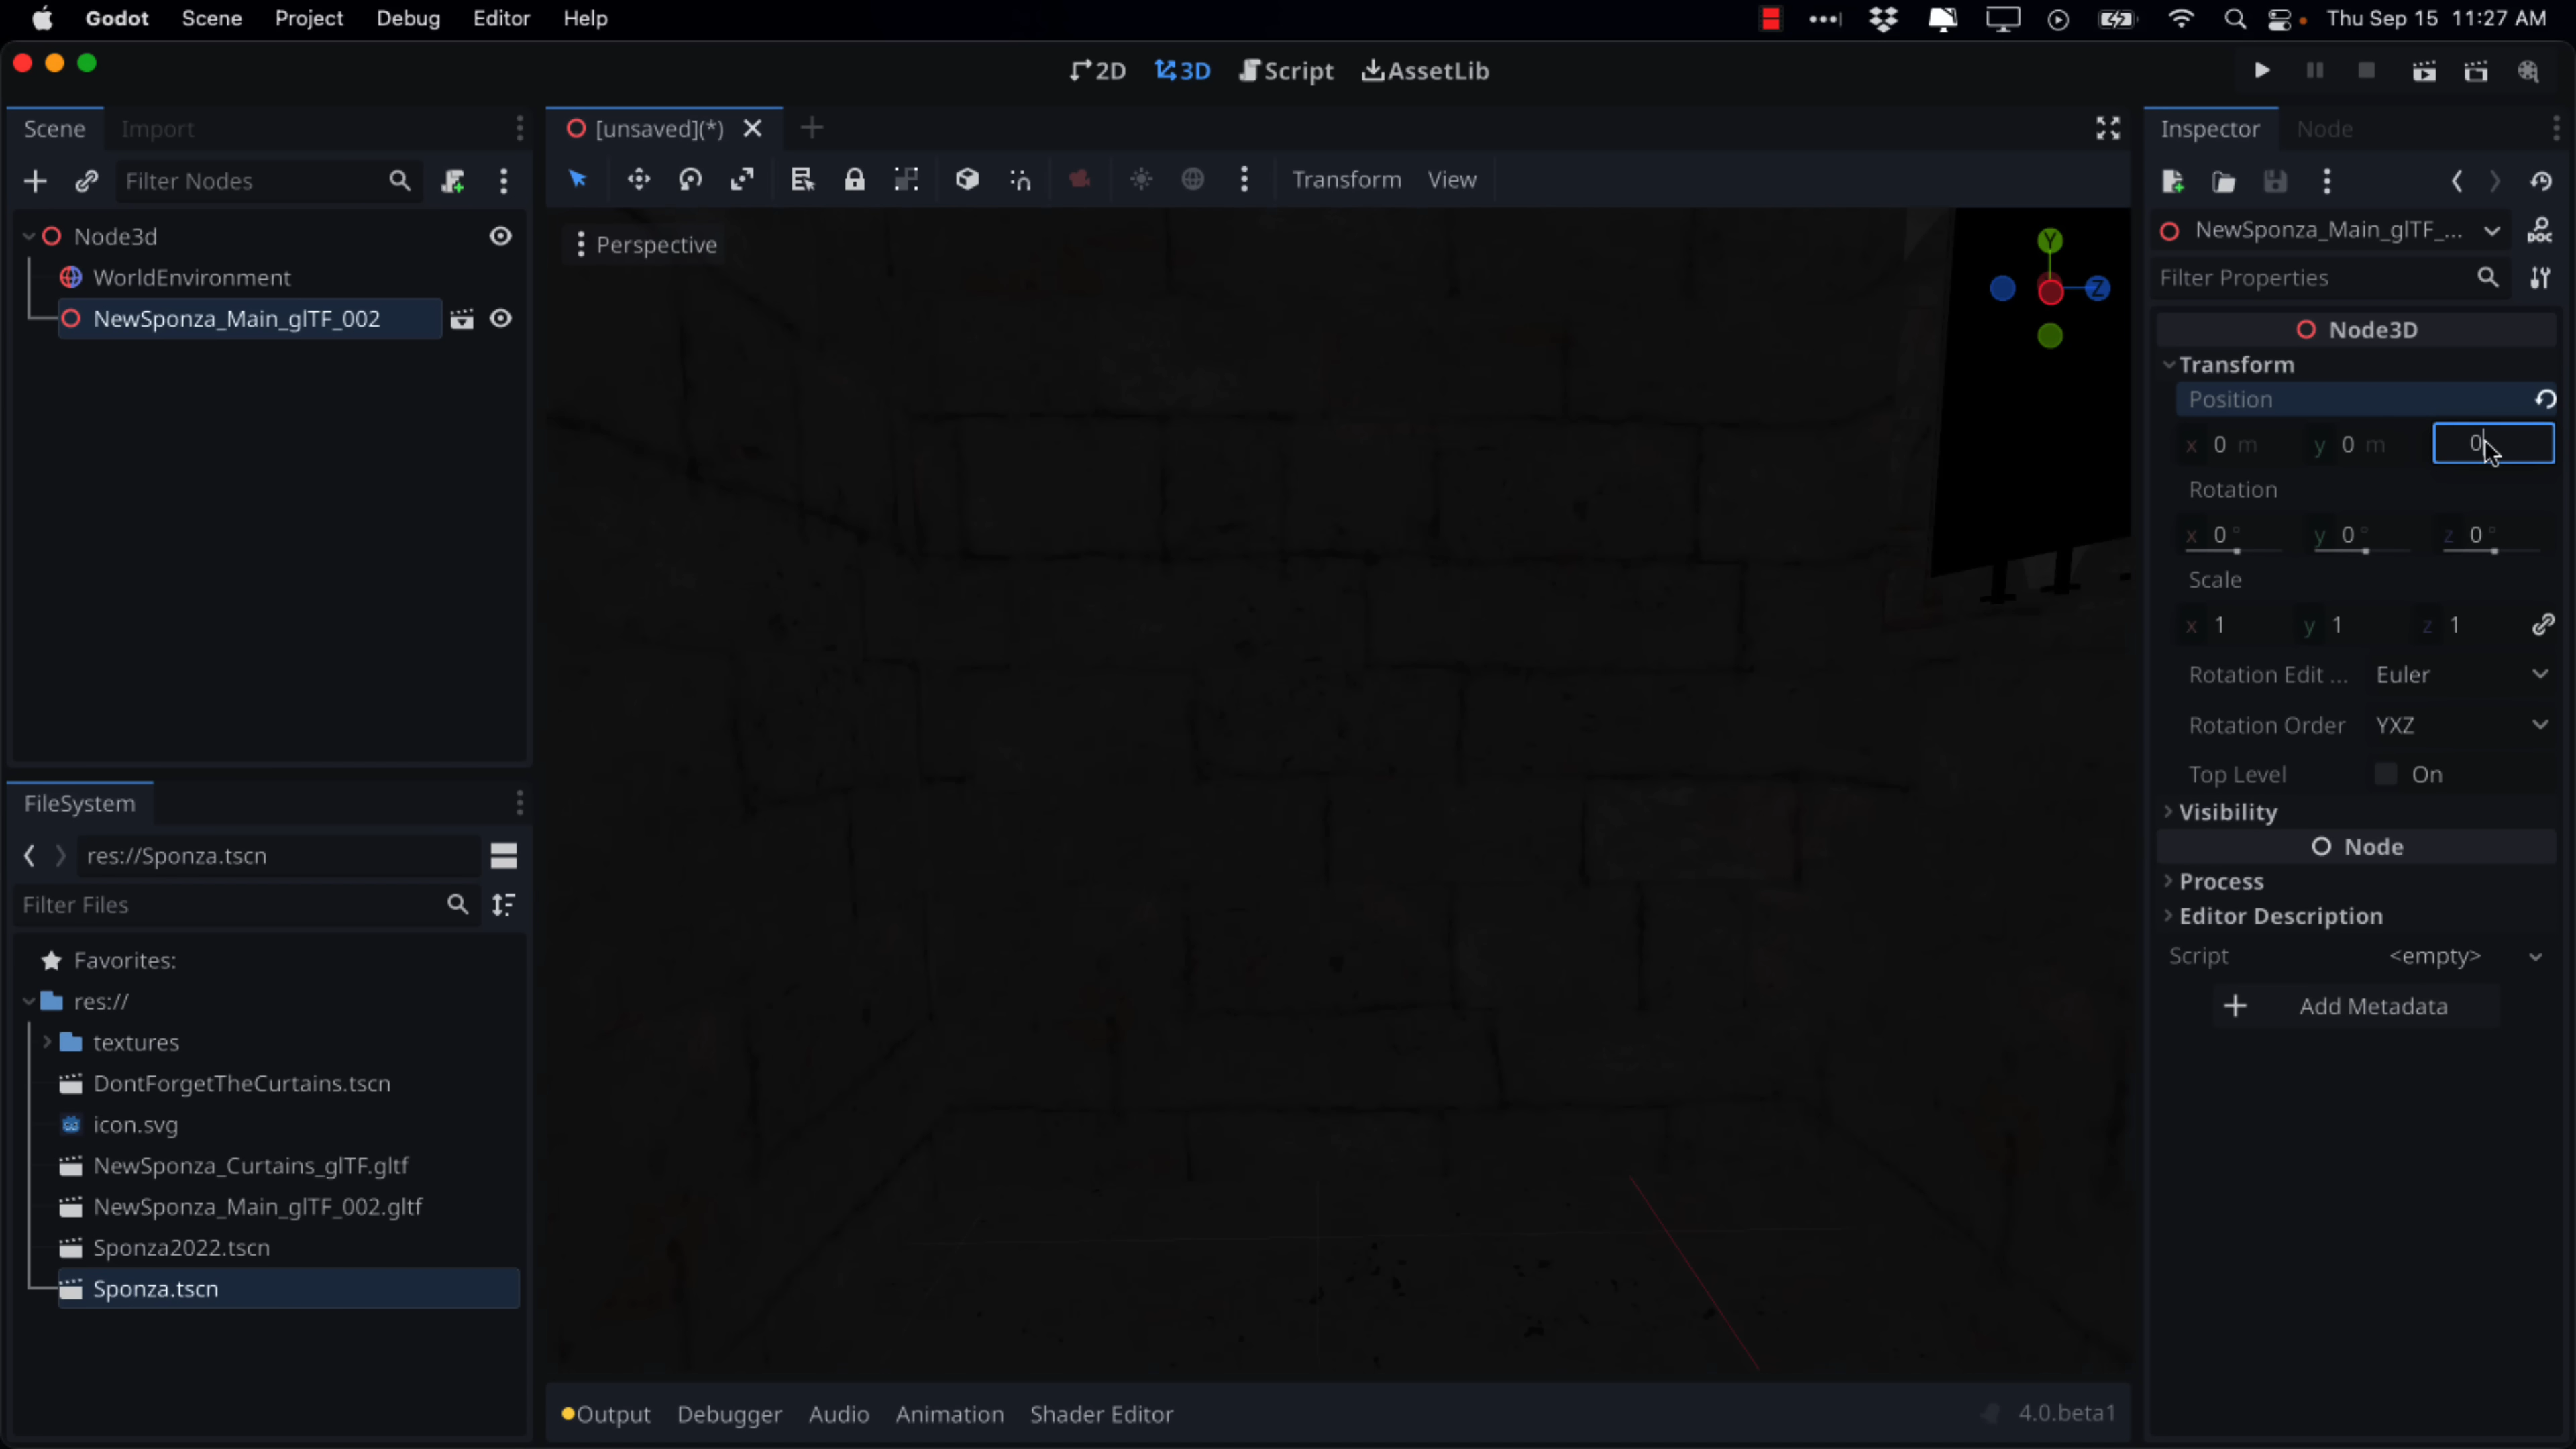 Godot Scene Project Debug Editor Help
Thu Sep 15 11:27 AM
2D 3D Script AssetLib
Scene Import
Filter Nodes
Node3d
WorldEnvironment
NewSponza_Main_glTF_002
FileSystem
res://Sponza.tscn
Filter Files
Favorites:
res://
textures
DontForgetTheCurtains.tscn
icon.svg
NewSponza_Curtains_glTF.gltf
NewSponza_Main_glTF_002.gltf
Sponza2022.tscn
Sponza.tscn
[unsaved](*)
Transform View
Perspective
Y
Z
Output Debugger Audio Animation Shader Editor
4.0.beta1
Inspector Node
NewSponza_Main_glTF_...
DOC
Filter Properties
Node3D
Transform
Position
x 0 m y 0 m 0
Rotation
x 0 ° y 0 ° z 0 °
Scale
x 1 y 1 z 1
Rotation Edit ... Euler
Rotation Order YXZ
Top Level On
Visibility
Node
Process
Editor Description
Script <empty>
Add Metadata